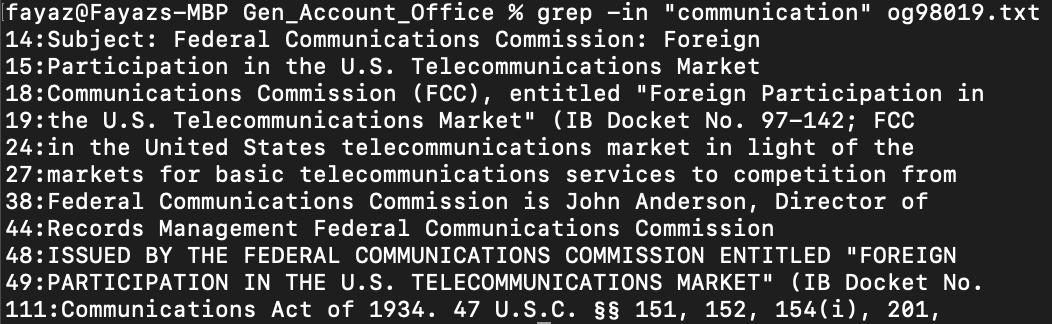 fayaz@Fayazs-MBP Gen_Account_Office % grep -in "communication" og98019.txt
14:Subject: Federal Communications Commission: Foreign
15:Participation in the U.S. Telecommunications Market
18:Communications Commission (FCC), entitled "Foreign Participation in
19:the U.S. Telecommunications Market" (IB Docket No. 97-142; FCC
24:in the United States telecommunications market in light of the
27:markets for basic telecommunications services to competition from
38:Federal Communications Commission is John Anderson, Director of
44:Records Management Federal Communications Commission
48:ISSUED BY THE FEDERAL COMMUNICATIONS COMMISSION ENTITLED "FOREIGN
49:PARTICIPATION IN THE U.S. TELECOMMUNICATIONS MARKET" (IB Docket No.
111:Communications Act of 1934. 47 U.S.C. §§ 151, 152, 154(i), 201,